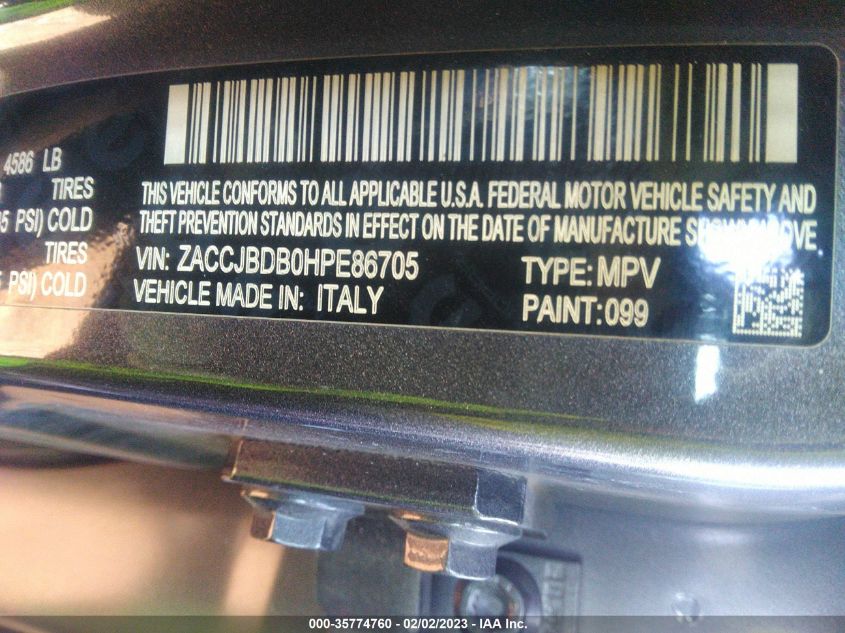 4586 LB
TIRES
PSI) COLD
TIRES
PSI) COLD
THIS VEHICLE CONFORMS TO ALL APPLICABLE U.S.A. FEDERAL MOTOR VEHICLE SAFETY AND
THEFT PREVENTION STANDARDS IN EFFECT ON THE DATE OF MANUFACTURE SHOWN ABOVE
VIN: ZACCJBDB0HPE86705 TYPE: MPV
VEHICLE MADE IN: ITALY PAINT: 099
000-35774760 - 02/02/2023 - IAA Inc.